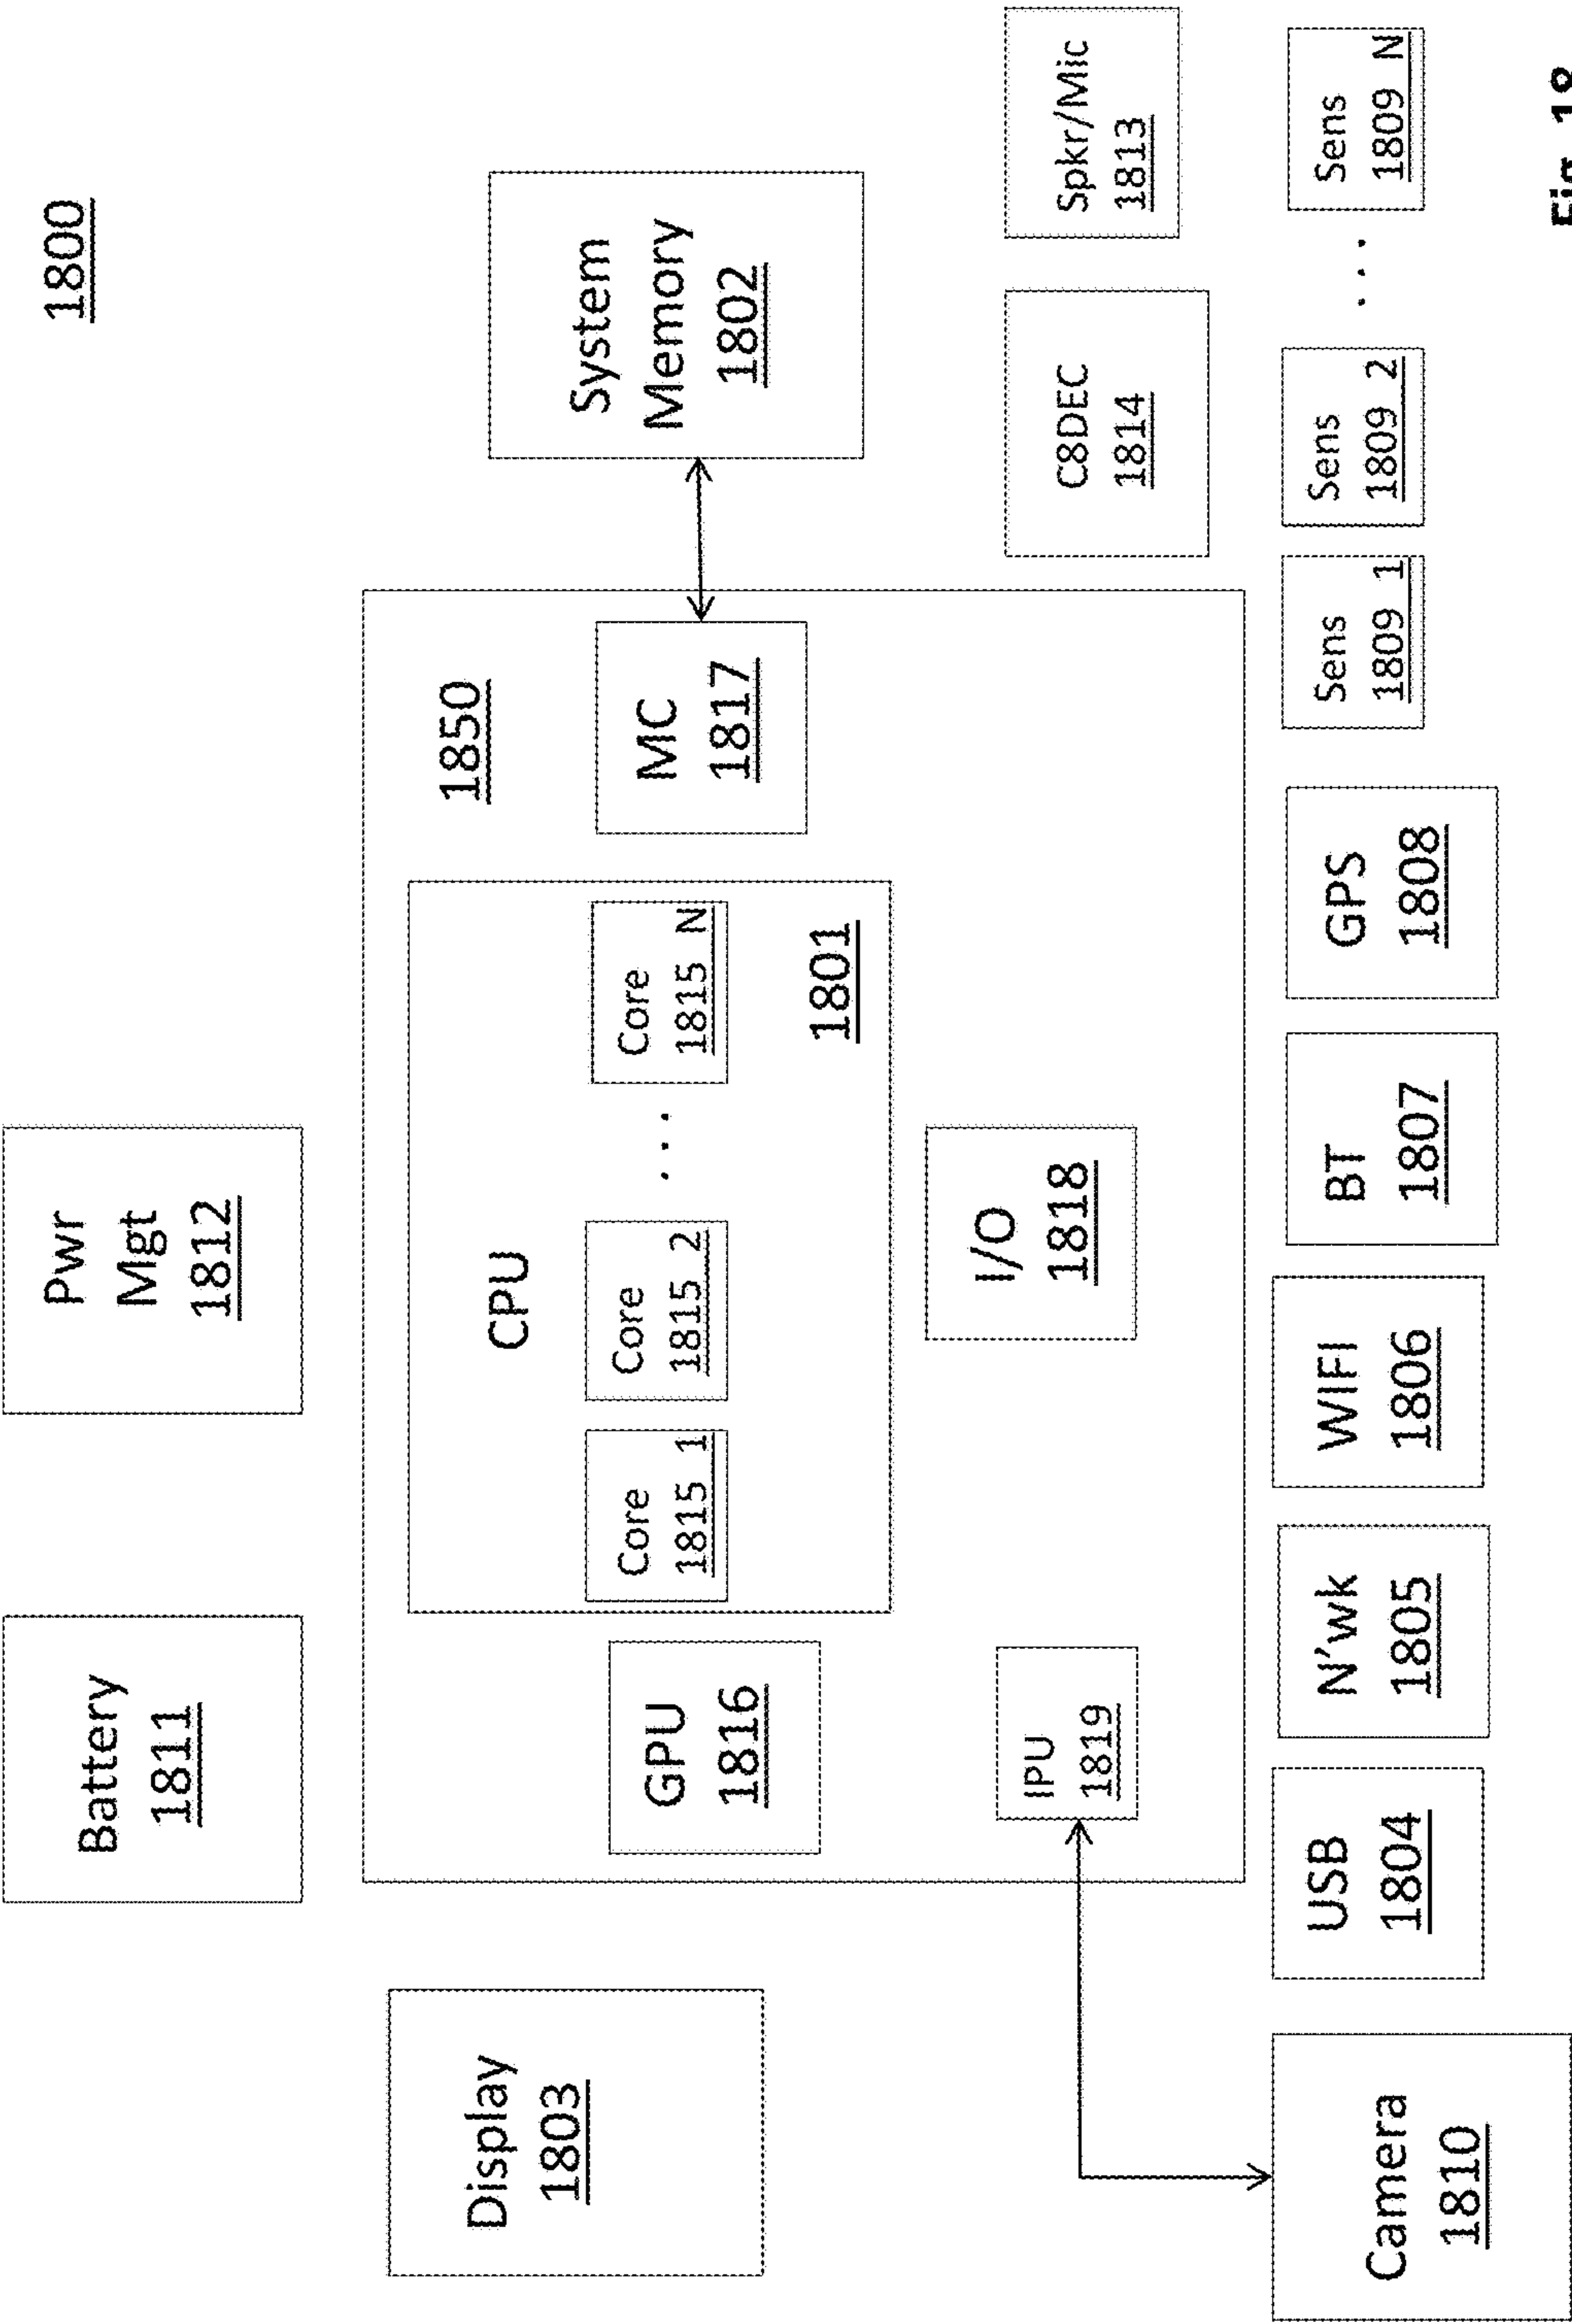 1800
Battery
1811
Pwr
Mgt
1812
Display
1803
1850
CPU
Core
1815_1
Core
1815_2
...
Core
1815_N
1801
GPU
1816
MC
1817
System
Memory
1802
I/O
1818
IPU
1819
C8DEC
1814
Spkr/Mic
1813
Camera
1810
USB
1804
N'wk
1805
WIFI
1806
BT
1807
GPS
1808
Sens
1809_1
Sens
1809_2
...
Sens
1809_N
Fig. 18